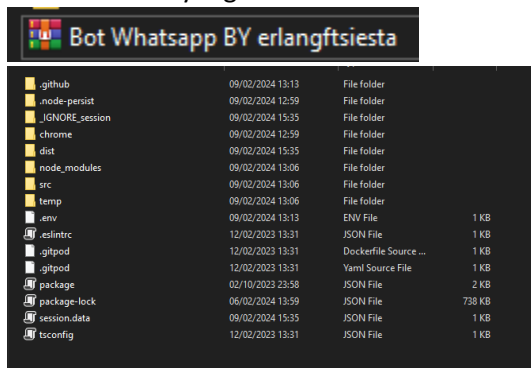 Bot Whatsapp BY erlangftsiesta
.github 09/02/2024 13:13 File folder
.node-persist 09/02/2024 12:59 File folder
_IGNORE_session 09/02/2024 15:35 File folder
chrome 09/02/2024 12:59 File folder
dist 09/02/2024 15:35 File folder
node_modules 09/02/2024 13:06 File folder
src 09/02/2024 13:06 File folder
temp 09/02/2024 13:06 File folder
.env 09/02/2024 13:13 ENV File 1 KB
.eslintrc 12/02/2023 13:31 JSON File 1 KB
.gitpod 12/02/2023 13:31 Dockerfile Source ... 1 KB
.gitpod 12/02/2023 13:31 Yaml Source File 1 KB
package 02/10/2023 23:58 JSON File 2 KB
package-lock 06/02/2024 13:59 JSON File 738 KB
session.data 09/02/2024 15:35 JSON File 1 KB
tsconfig 12/02/2023 13:31 JSON File 1 KB